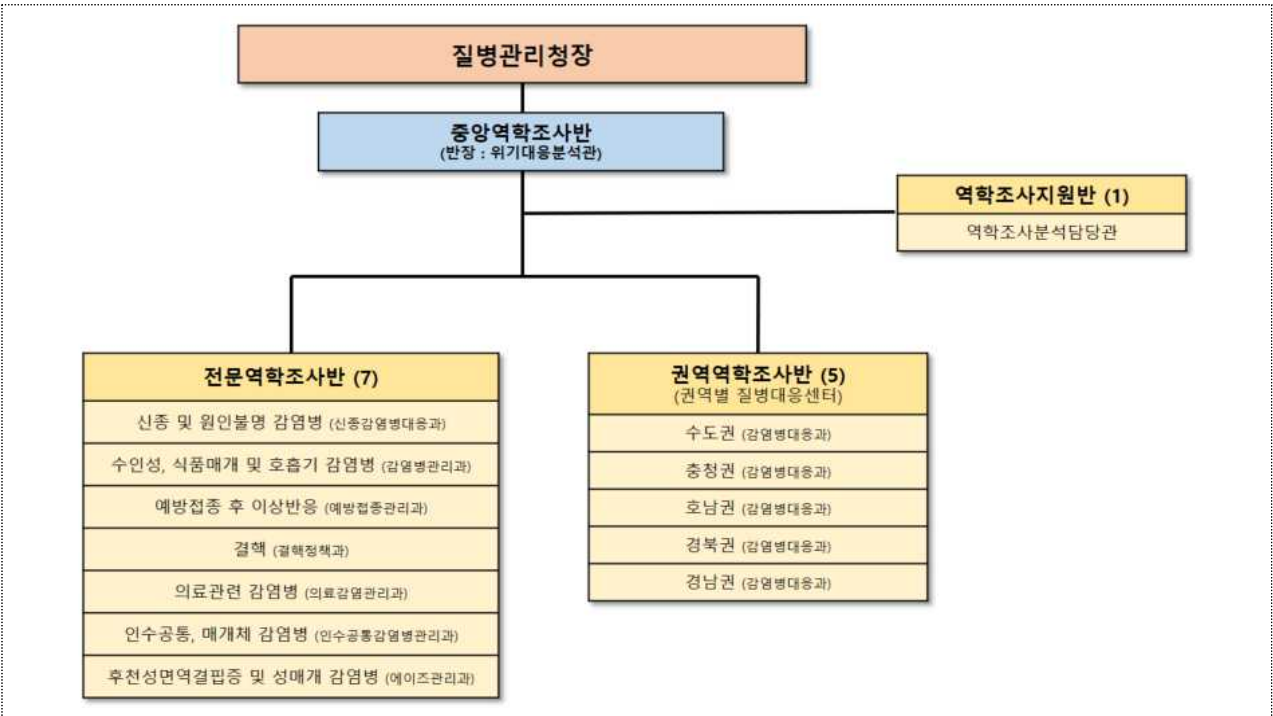 질병관리청장
중앙역학조사반
(반장 : 위기대응분석관)
역학조사지원반 (1)
역학조사분석담당관
전문역학조사반 (7)
신종 및 원인불명 감염병 (신종감염병대응과)
수인성, 식품매개 및 호흡기 감염병 (감염병관리과)
예방접종 후 이상반응 (예방접종관리과)
결핵 (결핵정책과)
의료관련 감염병 (의료감염관리과)
인수공통, 매개체 감염병 (인수공통감염병관리과)
후천성면역결핍증 및 성매개 감염병 (에이즈관리과)
권역역학조사반 (5)
(권역별 질병대응센터)
수도권 (감염병대응과)
충청권 (감염병대응과)
호남권 (감염병대응과)
경북권 (감염병대응과)
경남권 (감염병대응과)